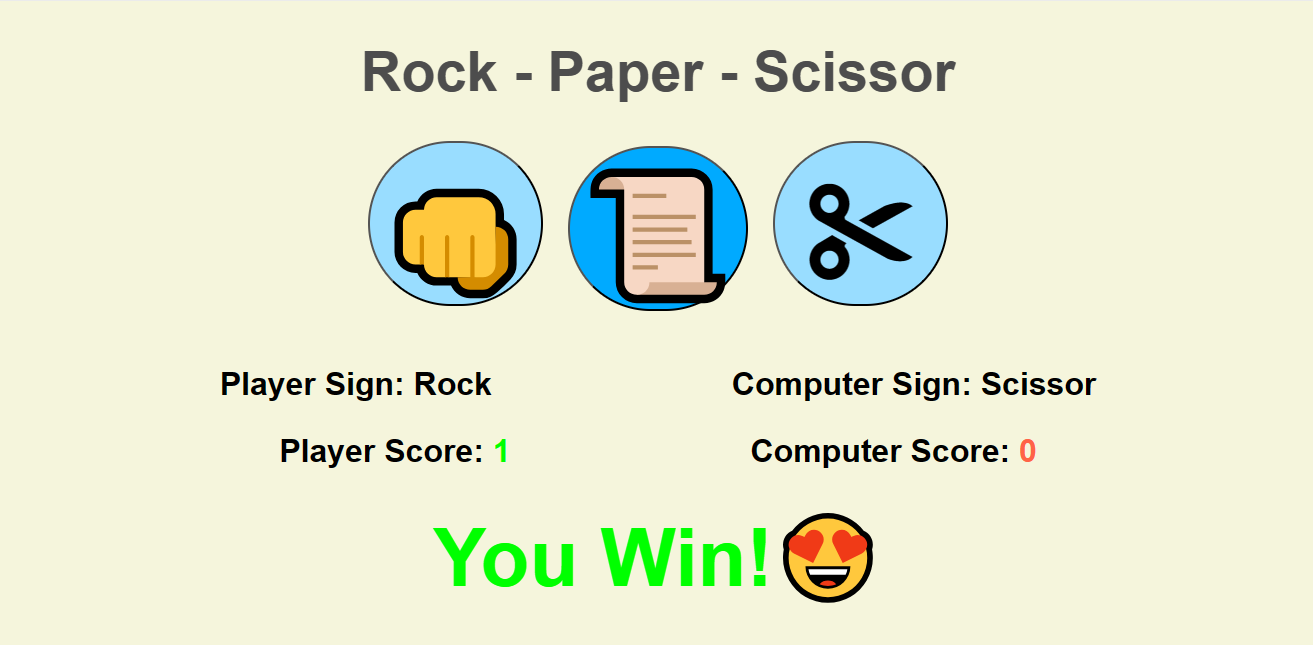 Rock - Paper - Scissor
Player Sign: Rock
Computer Sign: Scissor
Player Score: 1
Computer Score: 0
You Win!😍